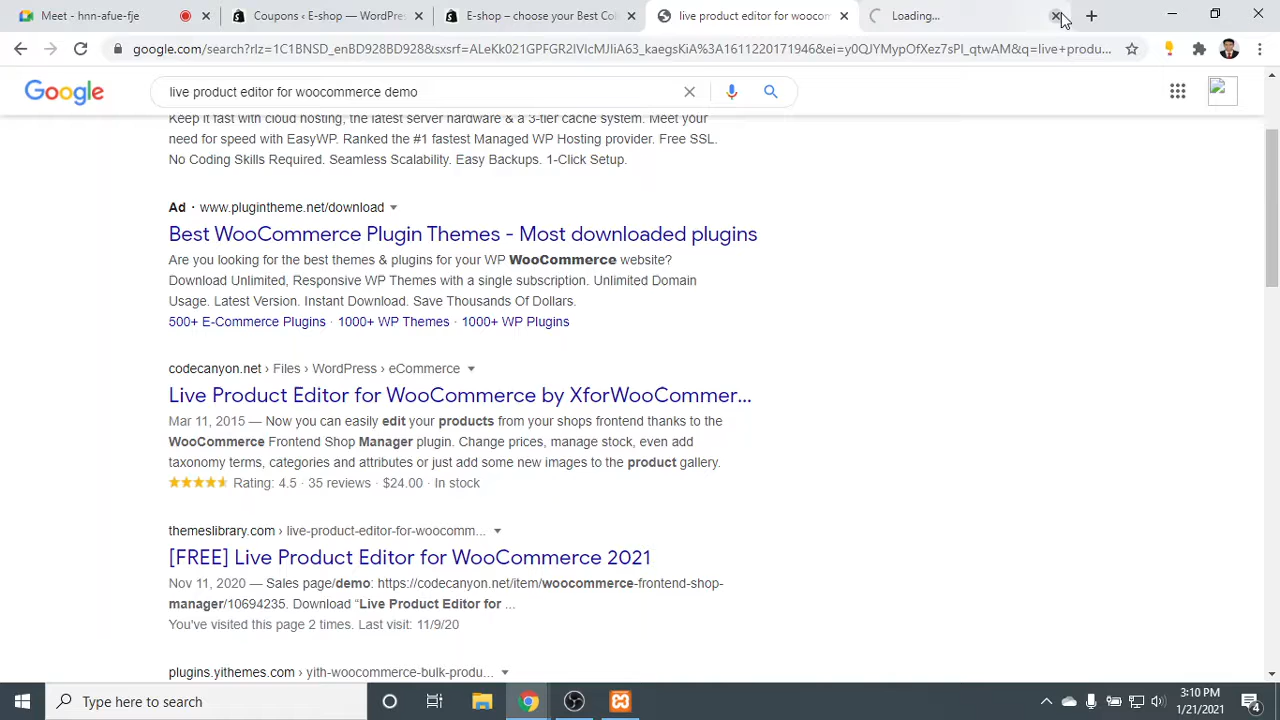 Meet - hnn-afue-fje
Coupons ‹ E-shop — WordPre
E-shop – choose your Best Col
live product editor for woocom
Loading...
google.com/search?rlz=1C1BNSD_enBD928BD928&sxsrf=ALeKk021GPFGR2IVIcMJIiA63_kaegsKiA%3A1611220171946&ei=y0QJYMypOfXez7sPl_qtwAM&q=live+produ...
Google
live product editor for woocommerce demo
Keep it fast with cloud hosting, the latest server hardware & a 3-tier cache system. Meet your
need for speed with EasyWP. Ranked the #1 fastest Managed WP Hosting provider. Free SSL.
No Coding Skills Required. Seamless Scalability. Easy Backups. 1-Click Setup.
Ad · www.plugintheme.net/download
Best WooCommerce Plugin Themes - Most downloaded plugins
Are you looking for the best themes & plugins for your WP WooCommerce website?
Download Unlimited, Responsive WP Themes with a single subscription. Unlimited Domain
Usage. Latest Version. Instant Download. Save Thousands Of Dollars.
500+ E-Commerce Plugins · 1000+ WP Themes · 1000+ WP Plugins
codecanyon.net › Files › WordPress › eCommerce
Live Product Editor for WooCommerce by XforWooCommer...
Mar 11, 2015 — Now you can easily edit your products from your shops frontend thanks to the
WooCommerce Frontend Shop Manager plugin. Change prices, manage stock, even add
taxonomy terms, categories and attributes or just add some new images to the product gallery.
Rating: 4.5 · 35 reviews · $24.00 · In stock
themeslibrary.com › live-product-editor-for-woocomm...
[FREE] Live Product Editor for WooCommerce 2021
Nov 11, 2020 — Sales page/demo: https://codecanyon.net/item/woocommerce-frontend-shop-
manager/10694235. Download “Live Product Editor for ...
You've visited this page 2 times. Last visit: 11/9/20
plugins.yithemes.com › yith-woocommerce-bulk-produ...
Type here to search
3:10 PM
1/21/2021
4